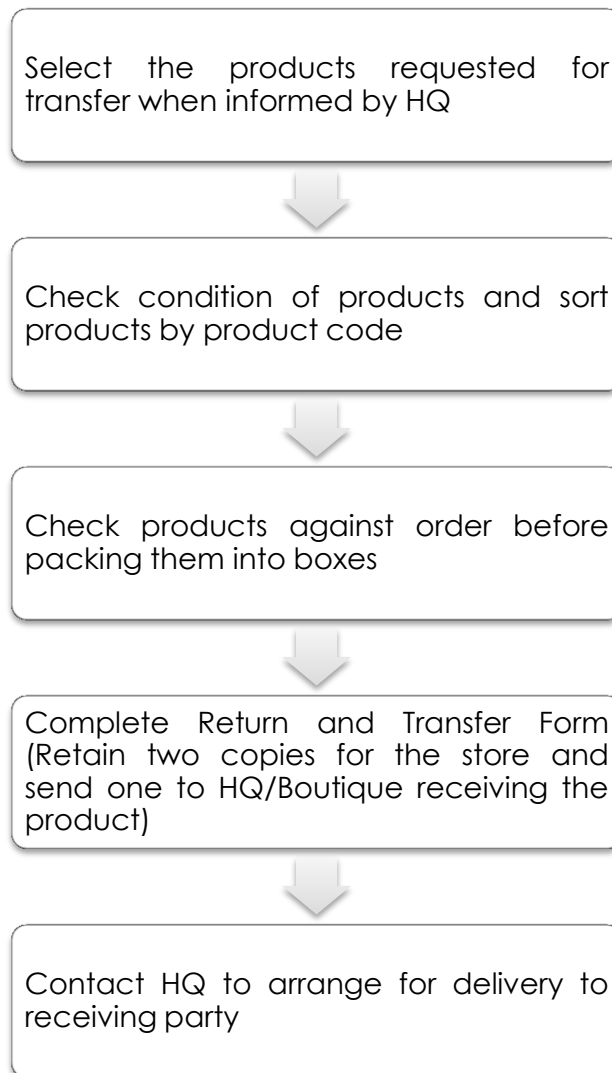 Select the products requested for
transfer when informed by HQ
Check condition of products and sort
products by product code
Check products against order before
packing them into boxes
Complete Return and Transfer Form
(Retain two copies for the store and
send one to HQ/Boutique receiving the
product)
Contact HQ to arrange for delivery to
receiving party